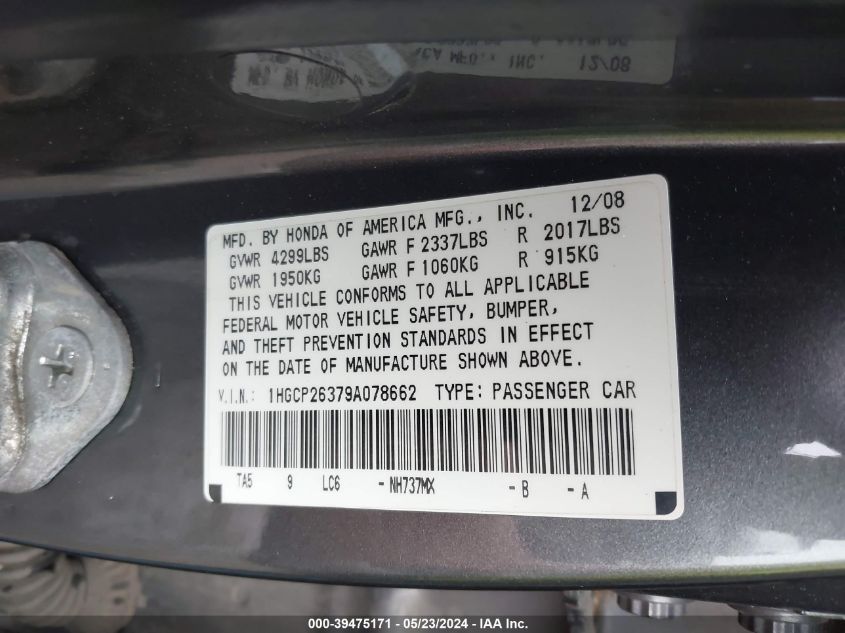 MFD. BY HONDA OF AMERICA MFG., INC. 12/08
GVWR 4299LBS GAWR F 2337LBS R 2017LBS
GVWR 1950KG GAWR F 1060KG R 915KG
THIS VEHICLE CONFORMS TO ALL APPLICABLE
FEDERAL MOTOR VEHICLE SAFETY, BUMPER,
AND THEFT PREVENTION STANDARDS IN EFFECT
ON THE DATE OF MANUFACTURE SHOWN ABOVE.
V.I.N.: 1HGCP26379A078662 TYPE: PASSENGER CAR
TA5 9 LC6 - NH737MX - B - A
000-39475171 - 05/23/2024 - IAA Inc.